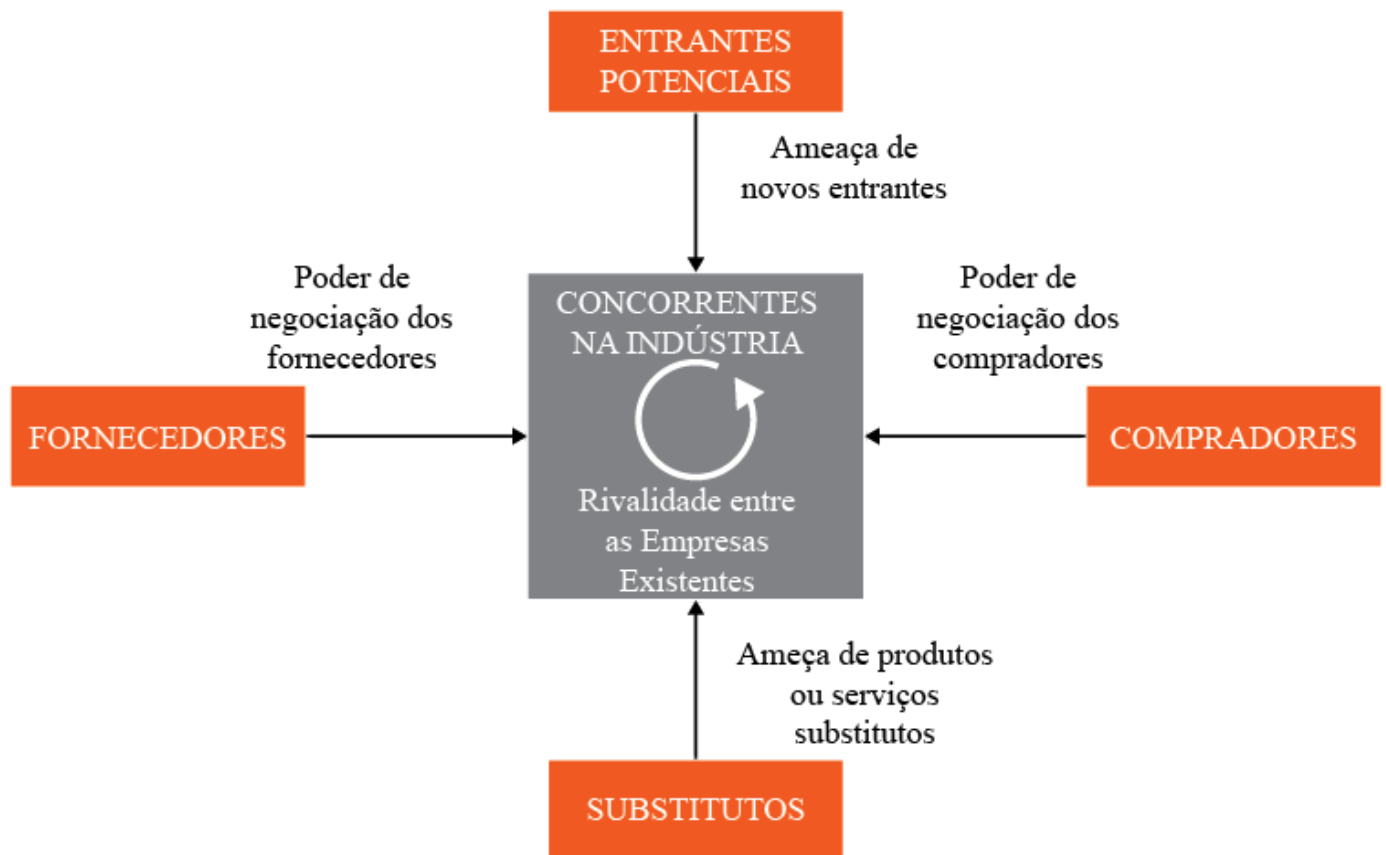 ENTRANTES
POTENCIAIS
Ameaça de
novos entrantes
Poder de
negociação dos
fornecedores
CONCORRENTES
NA INDÚSTRIA
Poder de
negociação dos
compradores
FORNECEDORES
COMPRADORES
Rivalidade entre
as Empresas
Existentes
Ameça de produtos
ou serviços
substitutos
SUBSTITUTOS